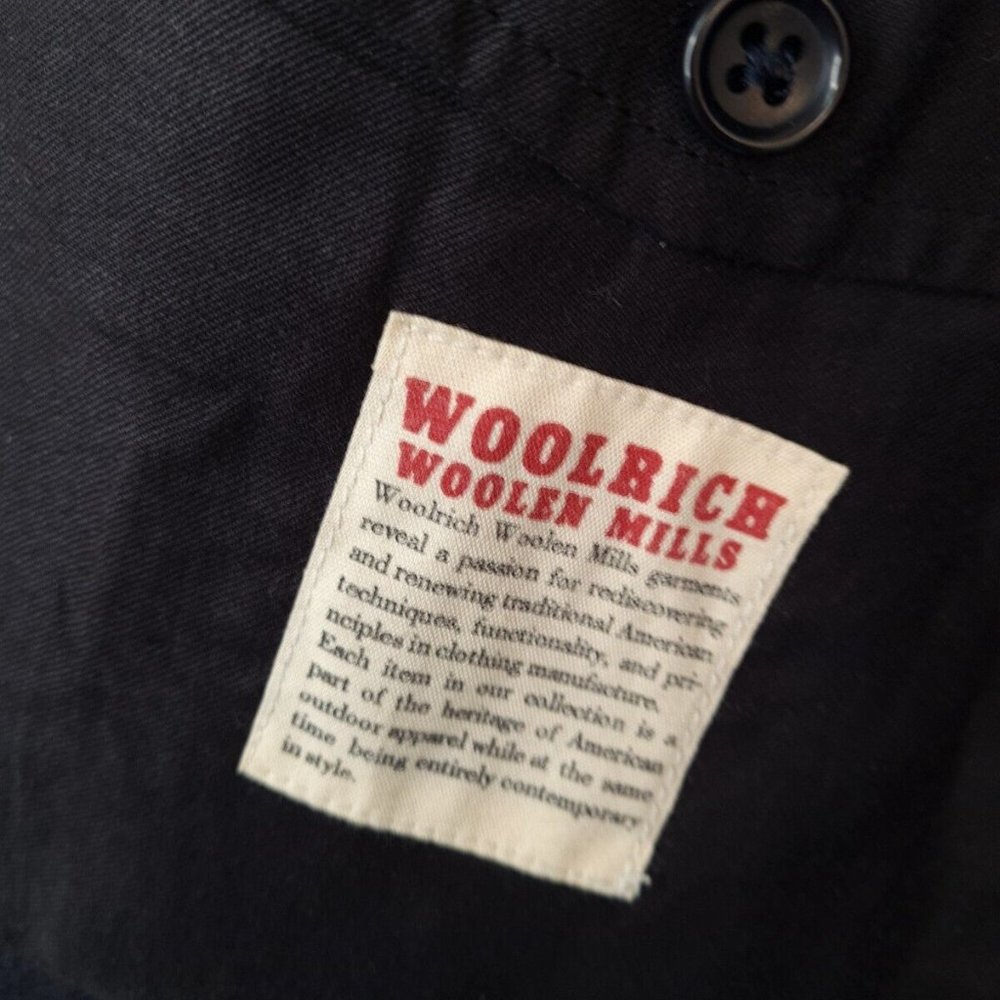 WOOLRICH
WOOLEN MILLS
Woolrich Woolen Mills garments
reveal a passion for rediscovering
and renewing traditional American
techniques, functionality, and pri-
nciples in clothing manufacture.
Each item in our collection is a
part of the heritage of American
outdoor apparel while at the same
time being entirely contemporary
in style.